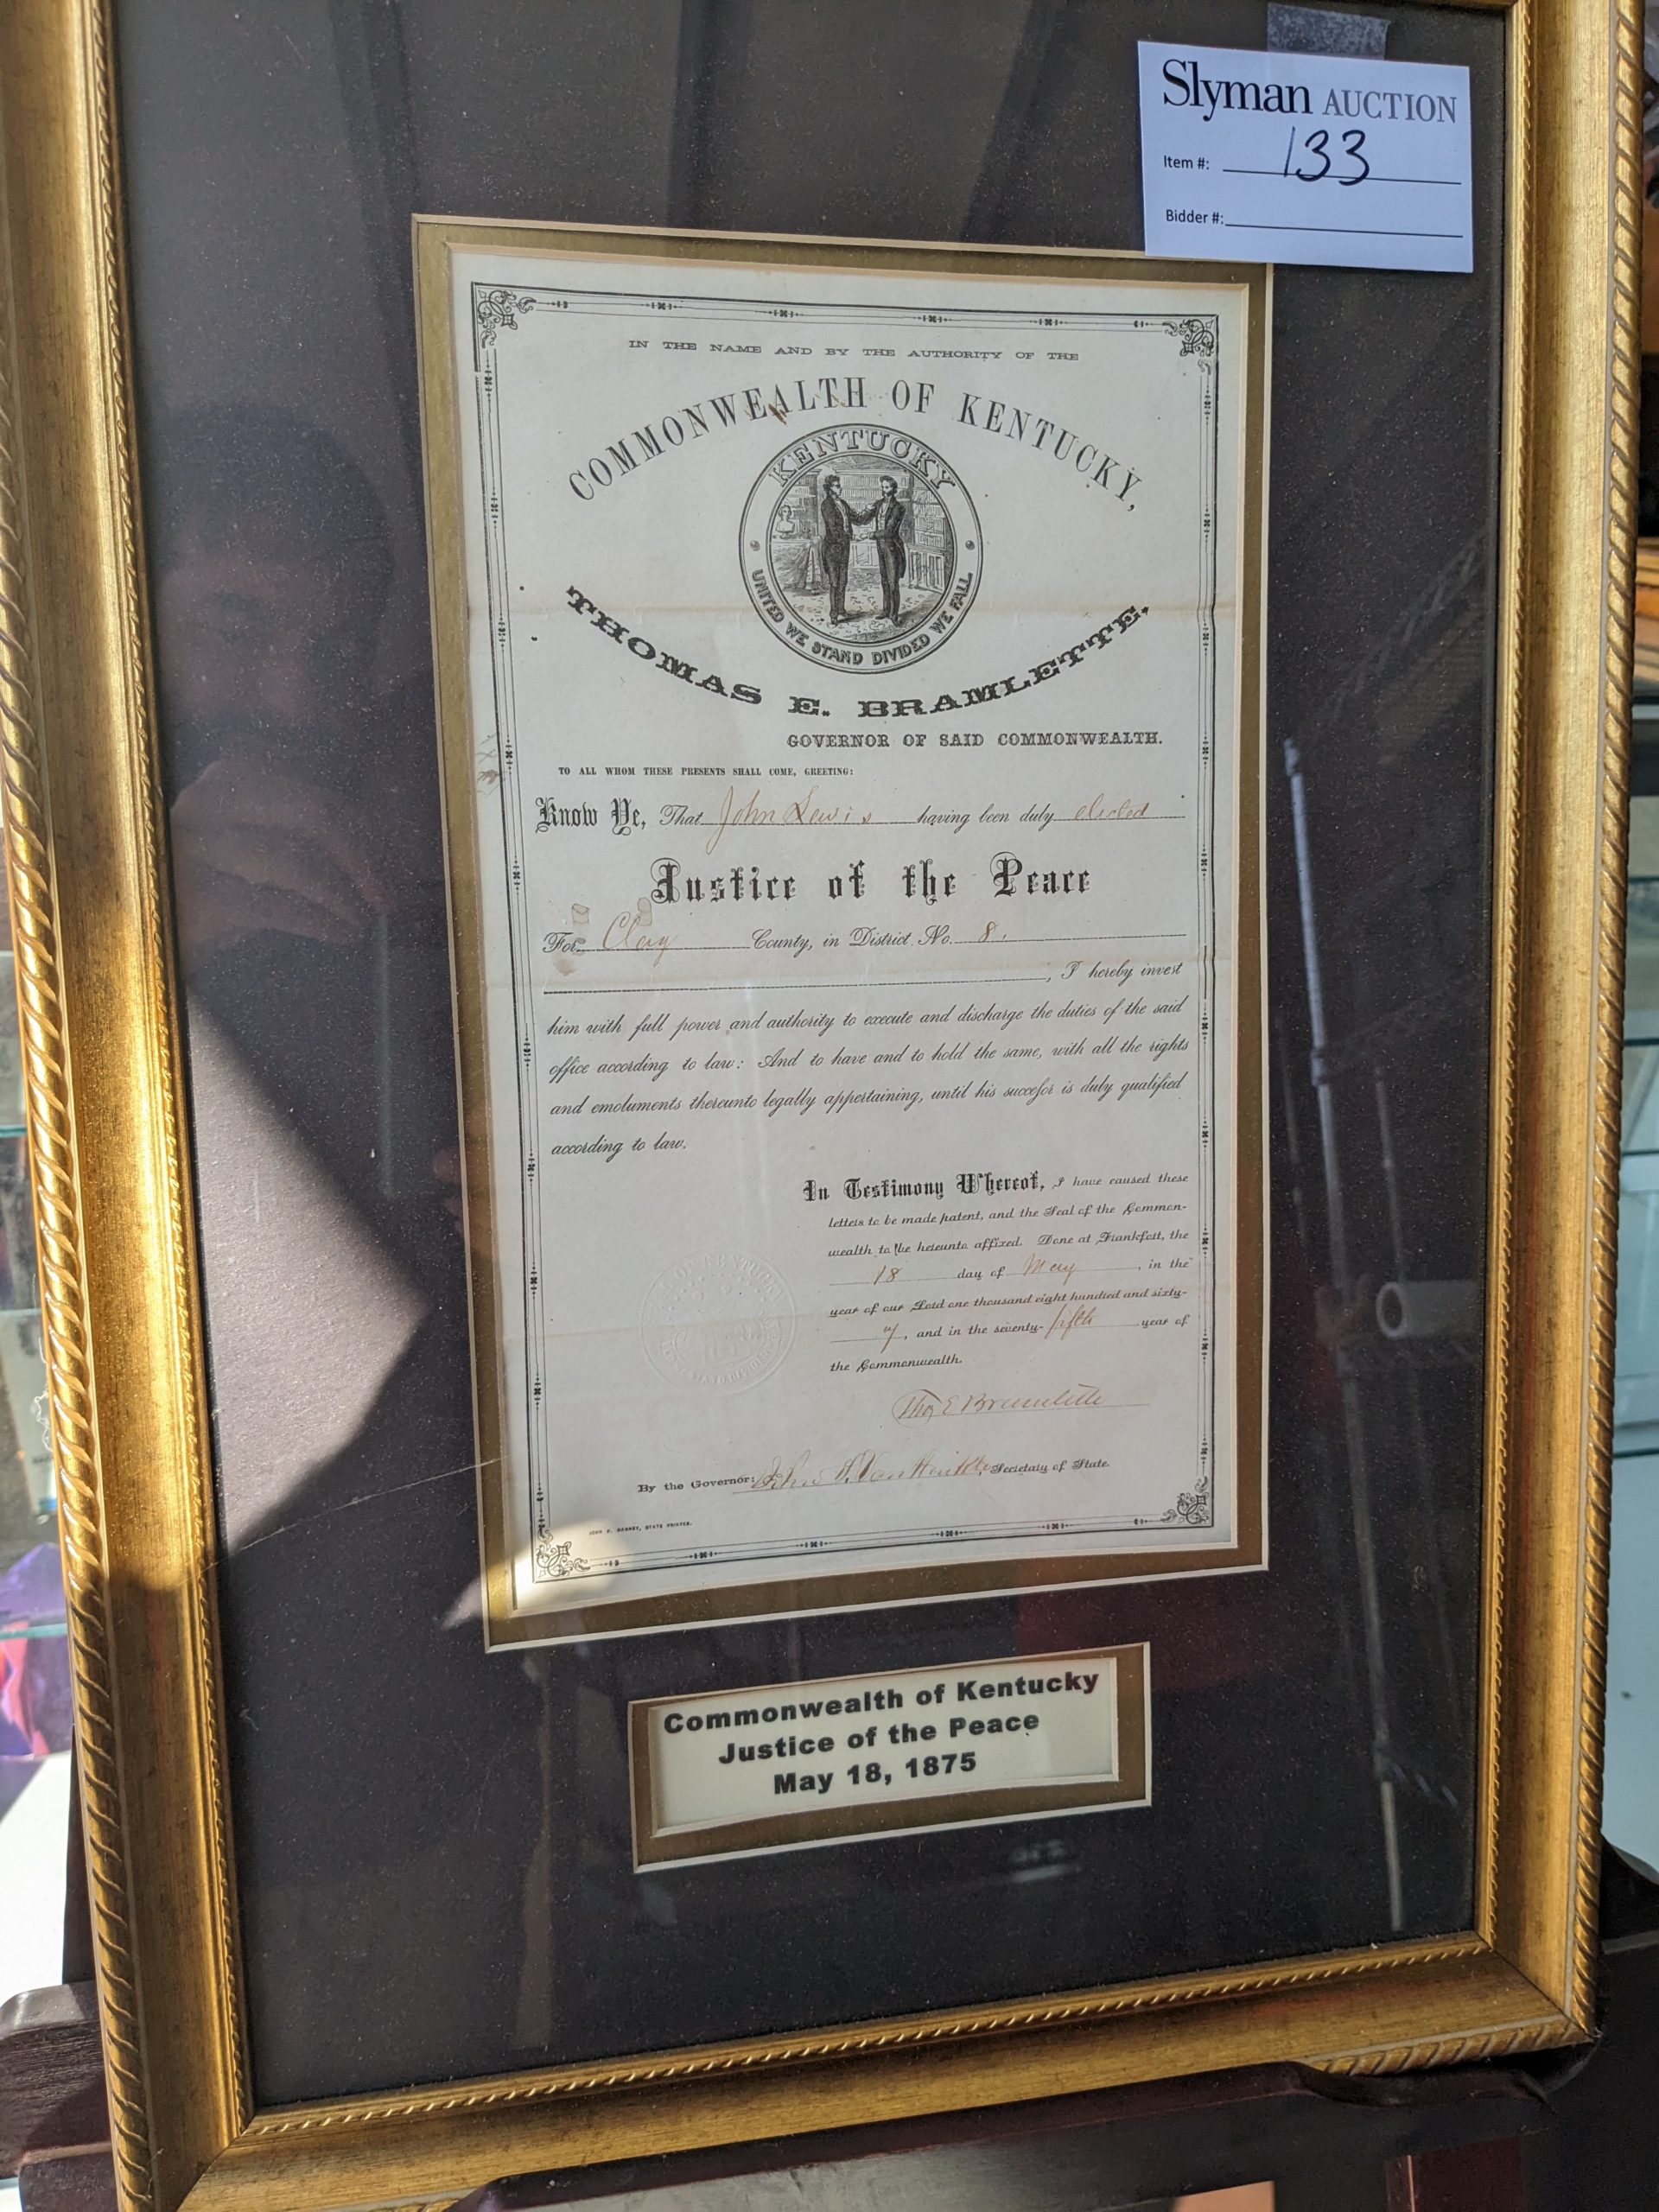 Slyman AUCTION
Item #: 133
Bidder #:
IN THE NAME AND BY THE AUTHORITY OF THE
COMMONWEALTH OF KENTUCKY,
KENTUCKY
UNITED WE STAND DIVIDED WE FALL
THOMAS E. BRAMLETTE,
GOVERNOR OF SAID COMMONWEALTH.
TO ALL WHOM THESE PRESENTS SHALL COME, GREETING:
Know Ye, That John Lewis having been duly elected
Justice of the Peace
For Clay County, in District No. 8.
, I hereby invest
him with full power and authority to execute and discharge the duties of the said
office according to law: And to have and to hold the same, with all the rights
and emoluments thereunto legally appertaining, until his succeſor is duly qualified
according to law.
In Testimony Whereof, I have caused these
letters to be made patent, and the Seal of the Common-
wealth to be hereunto affixed. Done at Frankfort, the
18 day of May, in the
year of our Lord one thousand eight hundred and sixty-
, and in the seventy-fifth year of
the Commonwealth.
Tho E Bramlette
By the Governor: John S. Van Winkle, Secretary of State.
STATE PRINTER.
Commonwealth of Kentucky
Justice of the Peace
May 18, 1875